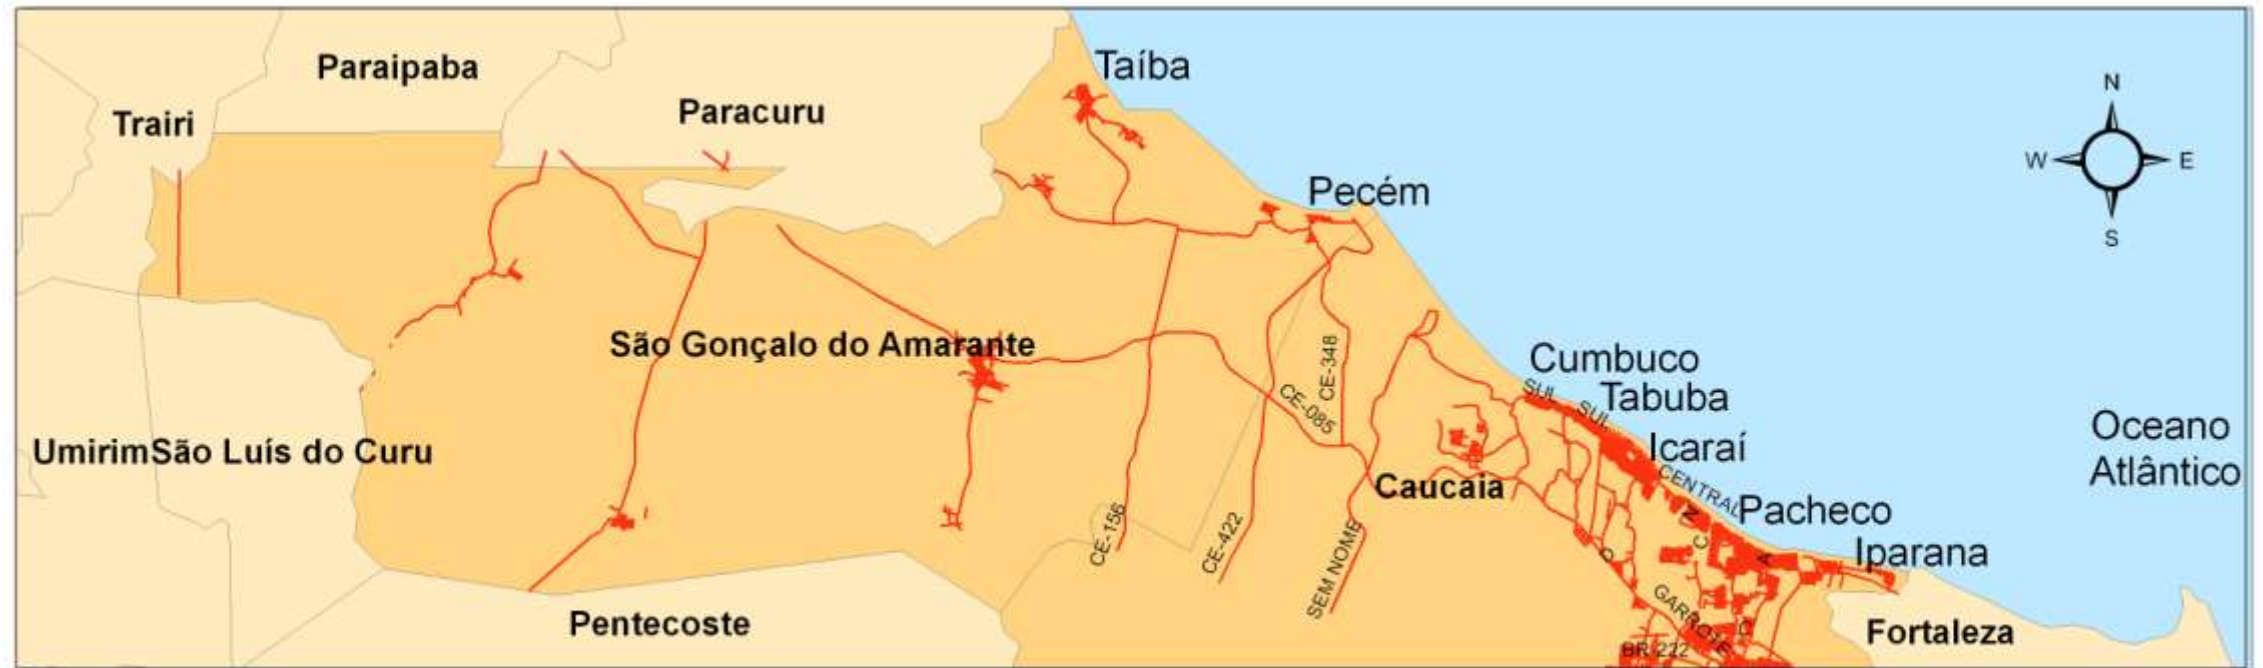 Taíba
Paraipaba
Paracuru
Trairi
N
W
E
S
Pecém
São Gonçalo do Amarante
CE-348
CE-085
Cumbuco
SUL
SUL
Tabuba
Icaraí
Oceano
Atlântico
Umirim
São Luís do Curu
Caucaia
CENTRAL
Pacheco
CE-156
CE-422
SEM NOME
N
C
A
O
Iparana
GARROTE
C
Pentecoste
Fortaleza
BR-222